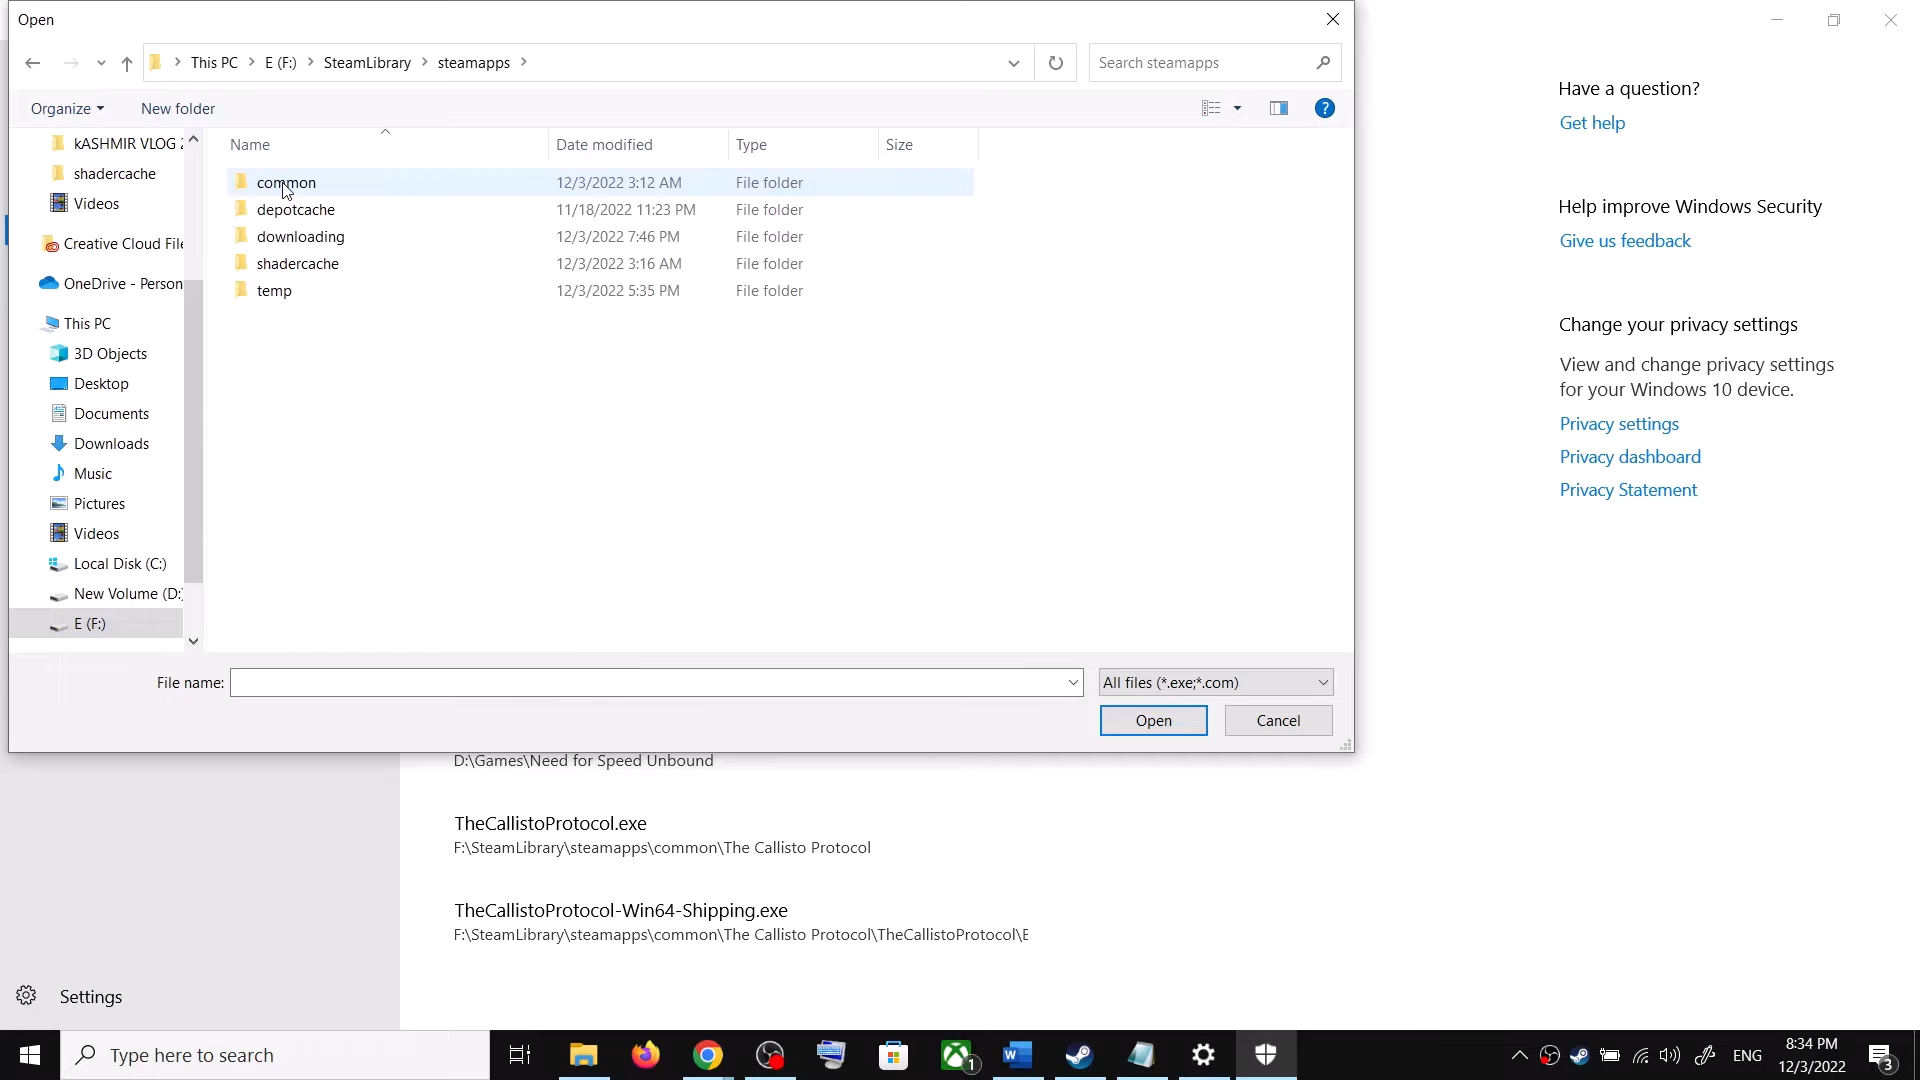 Open
This PC
E (F:)
SteamLibrary
steamapps
Search steamapps
Organize
New folder
kASHMIR VLOG 2
shadercache
Videos
Creative Cloud File
OneDrive - Person
This PC
3D Objects
Desktop
Documents
Downloads
Music
Pictures
Videos
Local Disk (C:)
New Volume (D:)
E (F:)
Name Date modified Type Size
common 12/3/2022 3:12 AM File folder
depotcache 11/18/2022 11:23 PM File folder
downloading 12/3/2022 7:46 PM File folder
shadercache 12/3/2022 3:16 AM File folder
temp 12/3/2022 5:35 PM File folder
File name:
All files (*.exe;*.com)
Open
Cancel
Have a question?
Get help
Help improve Windows Security
Give us feedback
Change your privacy settings
View and change privacy settings
for your Windows 10 device.
Privacy settings
Privacy dashboard
Privacy Statement
D:\Games\Need for Speed Unbound
TheCallistoProtocol.exe
F:\SteamLibrary\steamapps\common\The Callisto Protocol
TheCallistoProtocol-Win64-Shipping.exe
F:\SteamLibrary\steamapps\common\The Callisto Protocol\TheCallistoProtocol\E
Settings
Type here to search
1
ENG
8:34 PM
12/3/2022
3